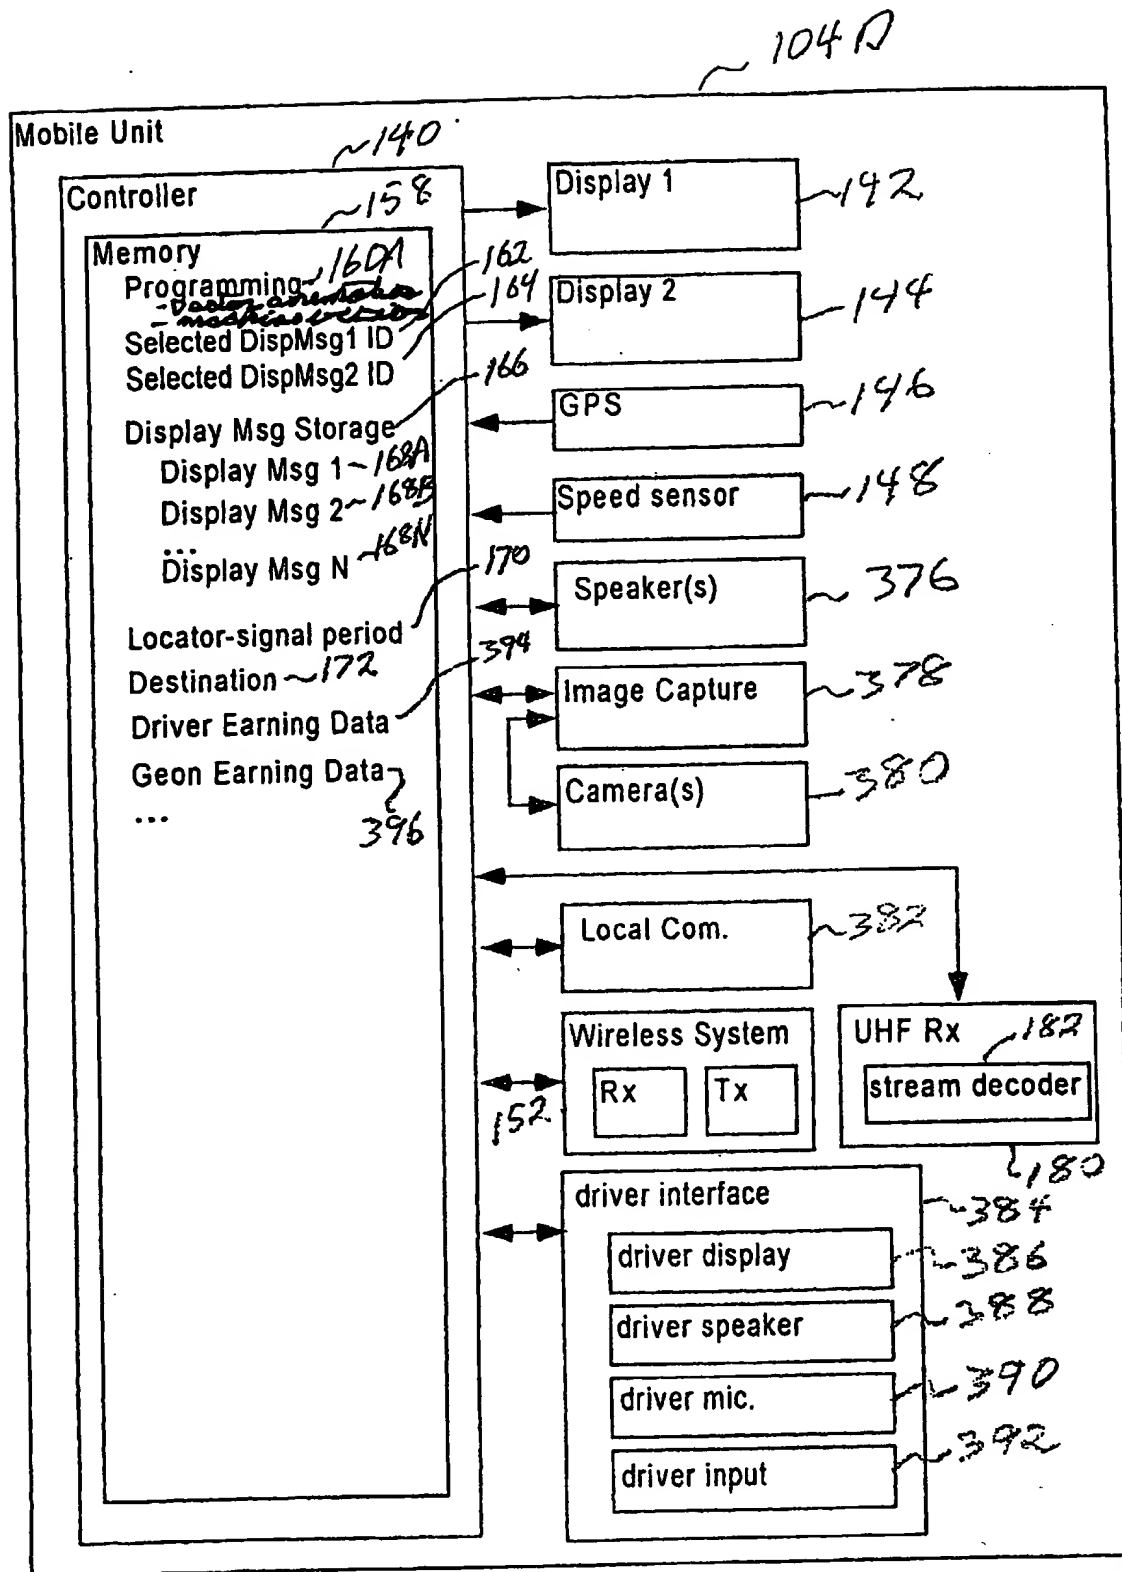 104D
Mobile Unit
140
Controller
158
Memory
Programming 160A
162
164
Selected DispMsg1 ID
Selected DispMsg2 ID
166
Display Msg Storage
Display Msg 1 168A
Display Msg 2 168B
...
Display Msg N 168N
170
Locator-signal period
394
Destination 172
Driver Earning Data
Geon Earning Data
...
396
Display 1
142
Display 2
144
GPS
146
Speed sensor
148
Speaker(s)
376
Image Capture
378
Camera(s)
380
Local Com.
382
Wireless System
Rx
Tx
152
UHF Rx
182
stream decoder
180
driver interface
384
driver display
386
driver speaker
388
driver mic.
390
driver input
392